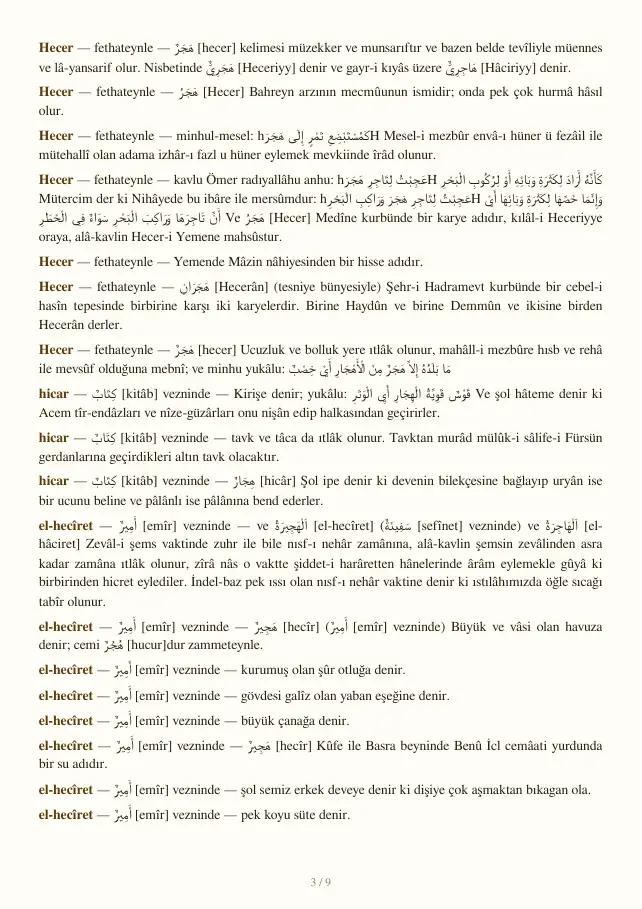 Hecer — fethateynle — هَجَرٌ [hecer] kelimesi müzekker ve munsarıftır ve bazen belde tevîliyle müennes
ve lâ-yansarif olur. Nisbetinde هَجَرِيٌّ [Heceriyy] denir ve gayr-i kıyâs üzere هَاجِرِيٌّ [Hâciriyy] denir.
Hecer — fethateynle — هَجَرُ [Hecer] Bahreyn arzının mecmûunun ismidir; onda pek çok hurmâ hâsıl
olur.
Hecer — fethateynle — minhul-mesel: hكَمُسْتَبْضِعِ تَمْرٍ إِلَى هَجَرَH Mesel-i mezbûr envâ-ı hüner ü fezâil ile
mütehallî olan adama izhâr-ı fazl u hüner eylemek mevkiinde îrâd olunur.
Hecer — fethateynle — kavlu Ömer radıyallâhu anhu: hعَجِبْتُ لِتَاجِرِ هَجَرَH كَأَنَّهُ أَرَادَ لِكَثْرَةِ وَبَائِهِ أَوْ لِرُكُوبِ الْبَحْرِ
Mütercim der ki Nihâyede bu ibâre ile mersûmdur: hعَجِبْتُ لِتَاجِرِ هَجَرَ وَرَاكِبِ الْبَحْرِH وَإِنَّمَا خَصَّهَا لِكَثْرَةِ وَبَائِهَا أَيْ
أَنَّ تَاجِرَهَا وَرَاكِبَ الْبَحْرِ سَوَاءٌ فِي الْخَطَرِ Ve هَجَرُ [Hecer] Medîne kurbünde bir karye adıdır, kılâl-i Heceriyye
oraya, alâ-kavlin Hecer-i Yemene mahsûstur.
Hecer — fethateynle — Yemende Mâzin nâhiyesinden bir hisse adıdır.
Hecer — fethateynle — هَجَرَانِ [Hecerân] (tesniye bünyesiyle) Şehr-i Hadramevt kurbünde bir cebel-i
hasîn tepesinde birbirine karşı iki karyelerdir. Birine Haydûn ve birine Demmûn ve ikisine birden
Hecerân derler.
Hecer — fethateynle — هَجَرٌ [hecer] Ucuzluk ve bolluk yere ıtlâk olunur, mahâll-i mezbûre hısb ve rehâ
ile mevsûf olduğuna mebnî; ve minhu yukâlu: مَا بَلَدُهُ إِلاَّ هَجَرٌ مِنَ الْأَهْجَارِ أَيْ خَصْبٌ
hicar — كِتَابٌ [kitâb] vezninde — Kirişe denir; yukâlu: قَوْسٌ قَوِيَّةُ الْهِجَارِ أَيِ الْوَتَرِ Ve şol hâteme denir ki
Acem tîr-endâzları ve nîze-güzârları onu nişân edip halkasından geçirirler.
hicar — كِتَابٌ [kitâb] vezninde — tavk ve tâca da ıtlâk olunur. Tavktan murâd mülûk-i sâlife-i Fürsün
gerdanlarına geçirdikleri altın tavk olacaktır.
hicar — كِتَابٌ [kitâb] vezninde — هِجَارٌ [hicâr] Şol ipe denir ki devenin bilekçesine bağlayıp uryân ise
bir ucunu beline ve pâlânlı ise pâlânına bend ederler.
el-hecîret — أَمِيرٌ [emîr] vezninde — ve اَلْهَجِيرَةُ [el-hecîret] (سَفِينَةٌ [sefînet] vezninde) ve اَلْهَاجِرَةُ [el-
hâciret] Zevâl-i şems vaktinde zuhr ile bile nısf-ı nehâr zamânına, alâ-kavlin şemsin zevâlinden asra
kadar zamâna ıtlâk olunur, zîrâ nâs o vaktte şiddet-i harâretten hânelerinde ârâm eylemekle gûyâ ki
birbirinden hicret eylediler. İndel-baz pek ıssı olan nısf-ı nehâr vaktine denir ki ıstılâhımızda öğle sıcağı
tabîr olunur.
el-hecîret — أَمِيرٌ [emîr] vezninde — هَجِيرٌ [hecîr] (أَمِيرٌ [emîr] vezninde) Büyük ve vâsi olan havuza
denir; cemi هُجُرٌ [hucur]dur zammeteynle.
el-hecîret — أَمِيرٌ [emîr] vezninde — kurumuş olan şûr otluğa denir.
el-hecîret — أَمِيرٌ [emîr] vezninde — gövdesi galîz olan yaban eşeğine denir.
el-hecîret — أَمِيرٌ [emîr] vezninde — büyük çanağa denir.
el-hecîret — أَمِيرٌ [emîr] vezninde — هَجِيرٌ [hecîr] Kûfe ile Basra beyninde Benû İcl cemâati yurdunda
bir su adıdır.
el-hecîret — أَمِيرٌ [emîr] vezninde — şol semiz erkek deveye denir ki dişiye çok aşmaktan bıkagan ola.
el-hecîret — أَمِيرٌ [emîr] vezninde — pek koyu süte denir.
3 / 9